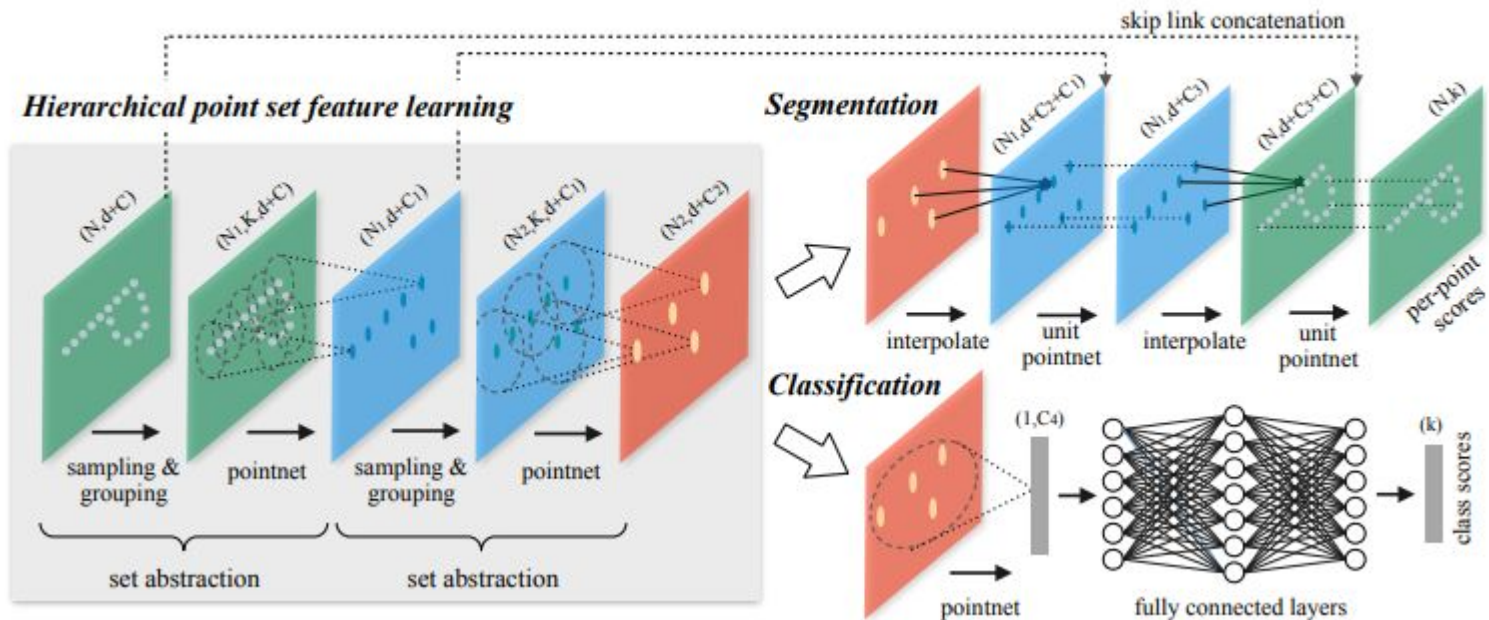 skip link concatenation
Hierarchical point set feature learning
(N,d+C)
(N1,K,d+C)
(N1,d+C1)
(N2,K,d+C1)
(N2,d+C2)
sampling &
grouping
pointnet
sampling &
grouping
pointnet
set abstraction
set abstraction
Segmentation
(N1,d+C2+C1)
(N1,d+C3)
(N,d+C3+C)
(N,k)
interpolate
unit
pointnet
interpolate
unit
pointnet
per-point
scores
Classification
(1,C4)
(k)
class scores
pointnet
fully connected layers